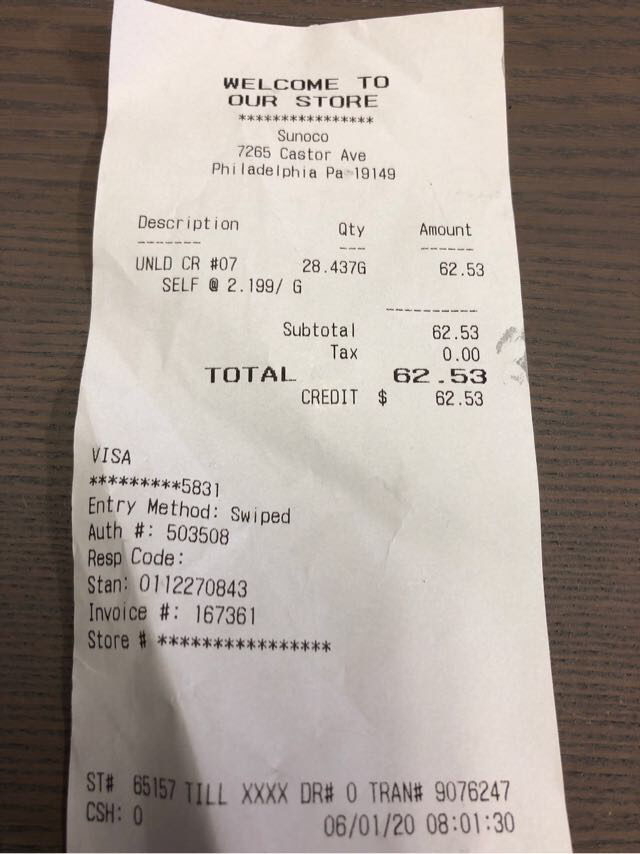 WELCOME TO
OUR STORE
****************
Sunoco
7265 Castor Ave
Philadelphia Pa 19149
Description Qty Amount
------- --- ------
UNLD CR #07 28.437G 62.53
SELF @ 2.199/ G
----------
Subtotal 62.53
Tax 0.00
TOTAL 62.53
CREDIT $ 62.53
VISA
*********5831
Entry Method: Swiped
Auth #: 503508
Resp Code:
Stan: 0112270843
Invoice #: 167361
Store # *****************
ST# 65157 TILL XXXX DR# 0 TRAN# 9076247
CSH: 0 06/01/20 08:01:30